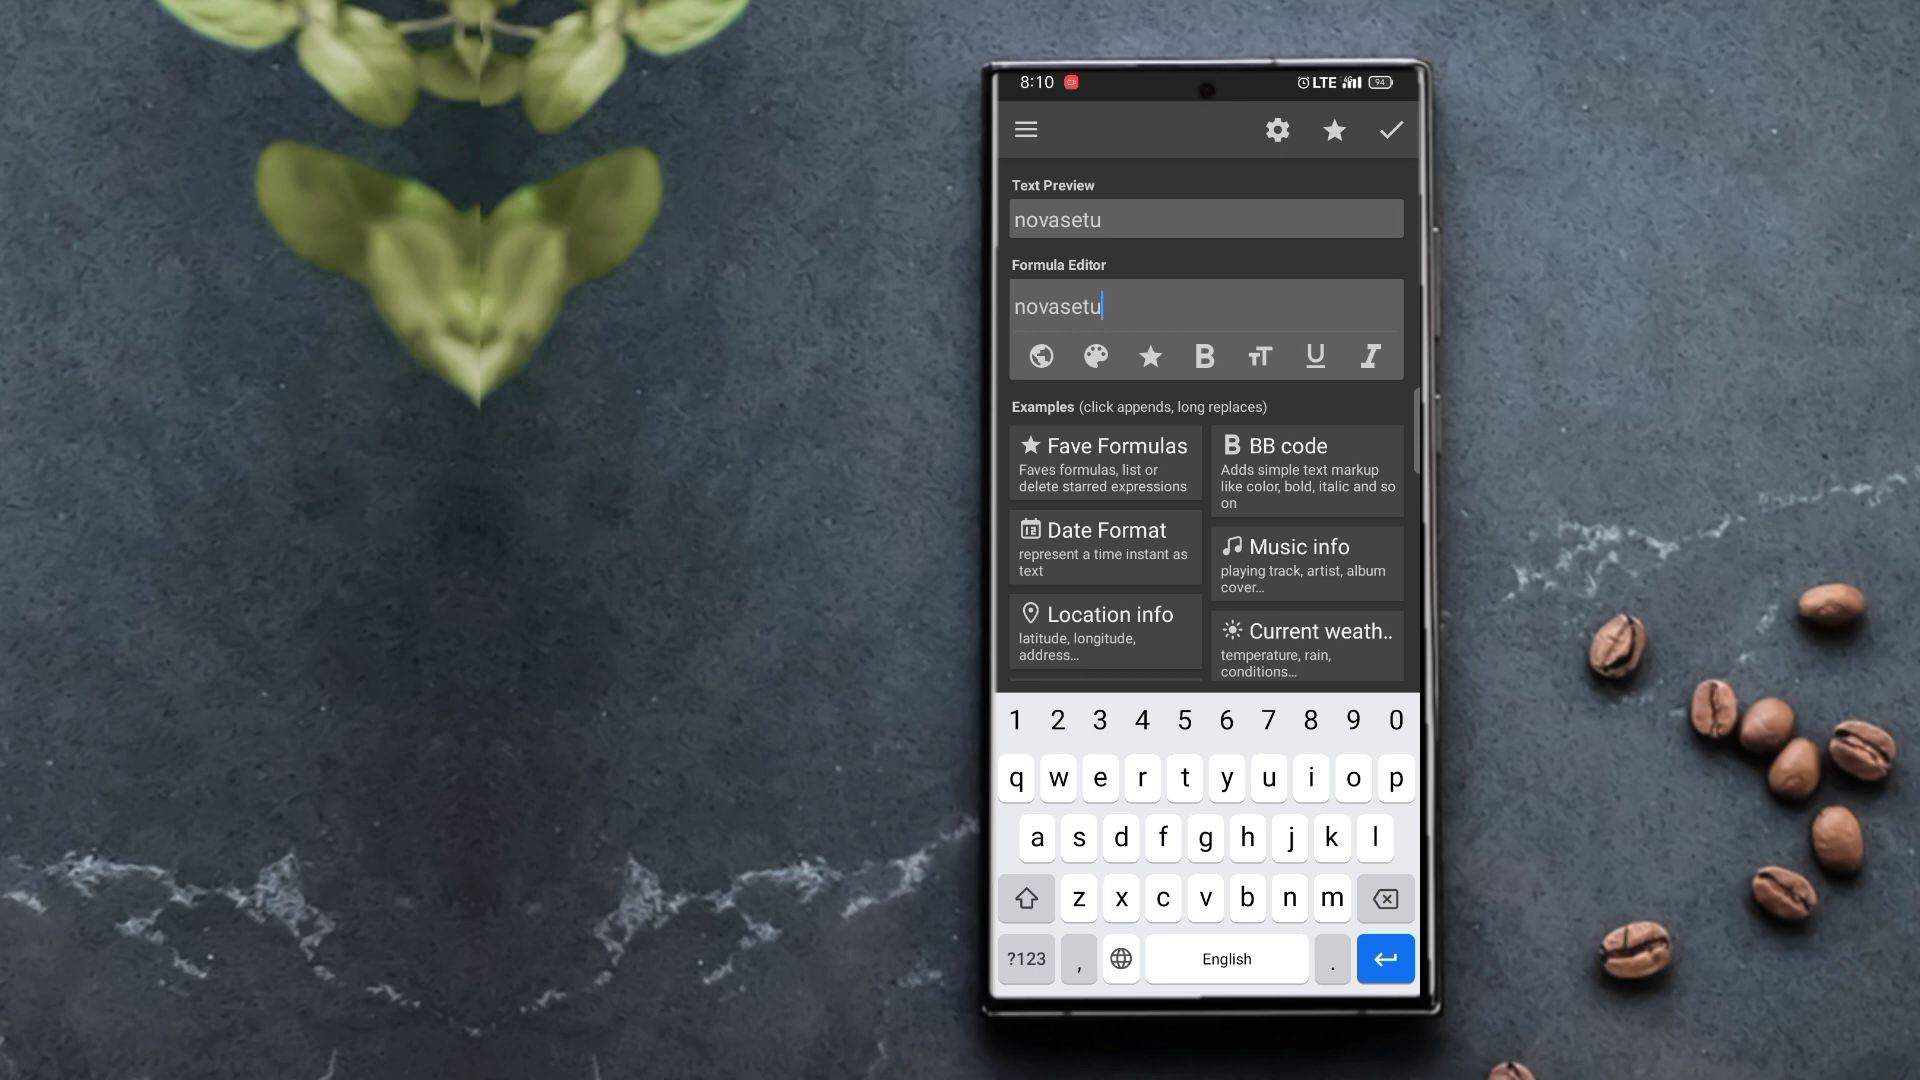 8:10 LTE 4G 94
Text Preview
novasetu
Formula Editor
novasetu
B TT U I
Examples (click appends, long replaces)
Fave Formulas
Faves formulas, list or
delete starred expressions
B BB code
Adds simple text markup
like color, bold, italic and so
on
12 Date Format
represent a time instant as
text
Music info
playing track, artist, album
cover...
Location info
latitude, longitude,
address...
Current weath..
temperature, rain,
conditions...
1 2 3 4 5 6 7 8 9 0
q w e r t y u i o p
a s d f g h j k l
z x c v b n m
?123 , English .